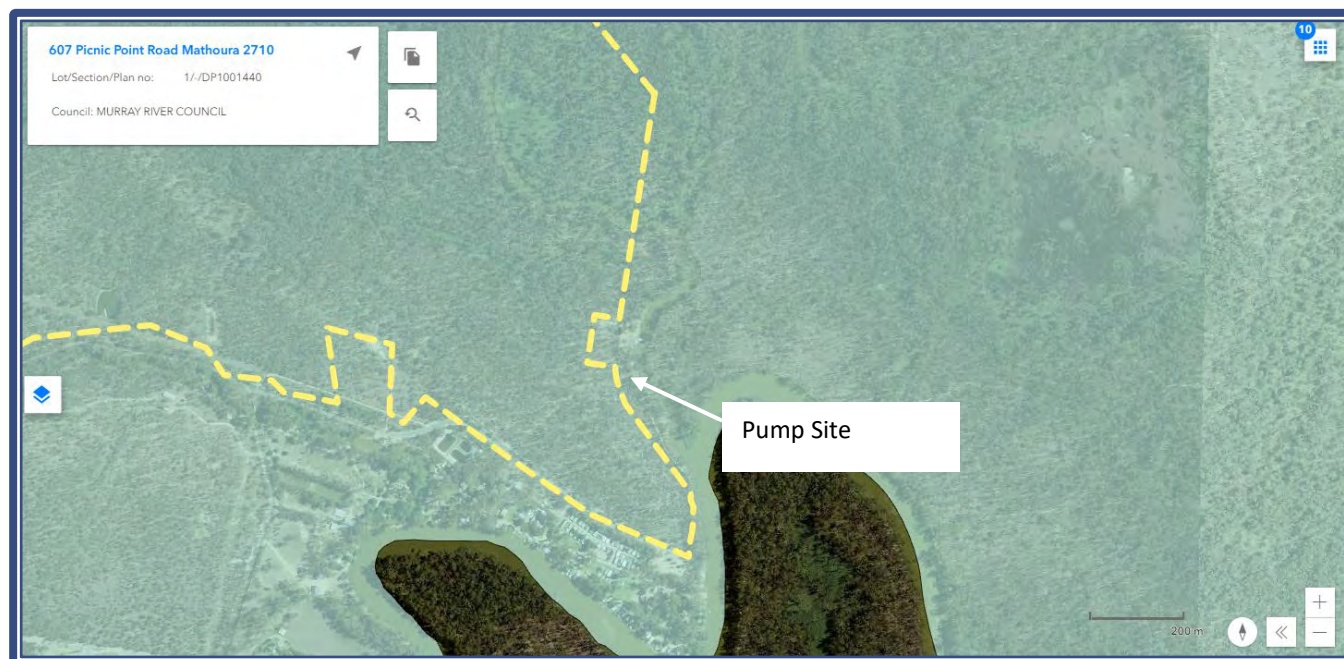 607 Picnic Point Road Mathoura 2710
Lot/Section/Plan no: 1/-/DP1001440
Council: MURRAY RIVER COUNCIL
10
Pump Site
200 m